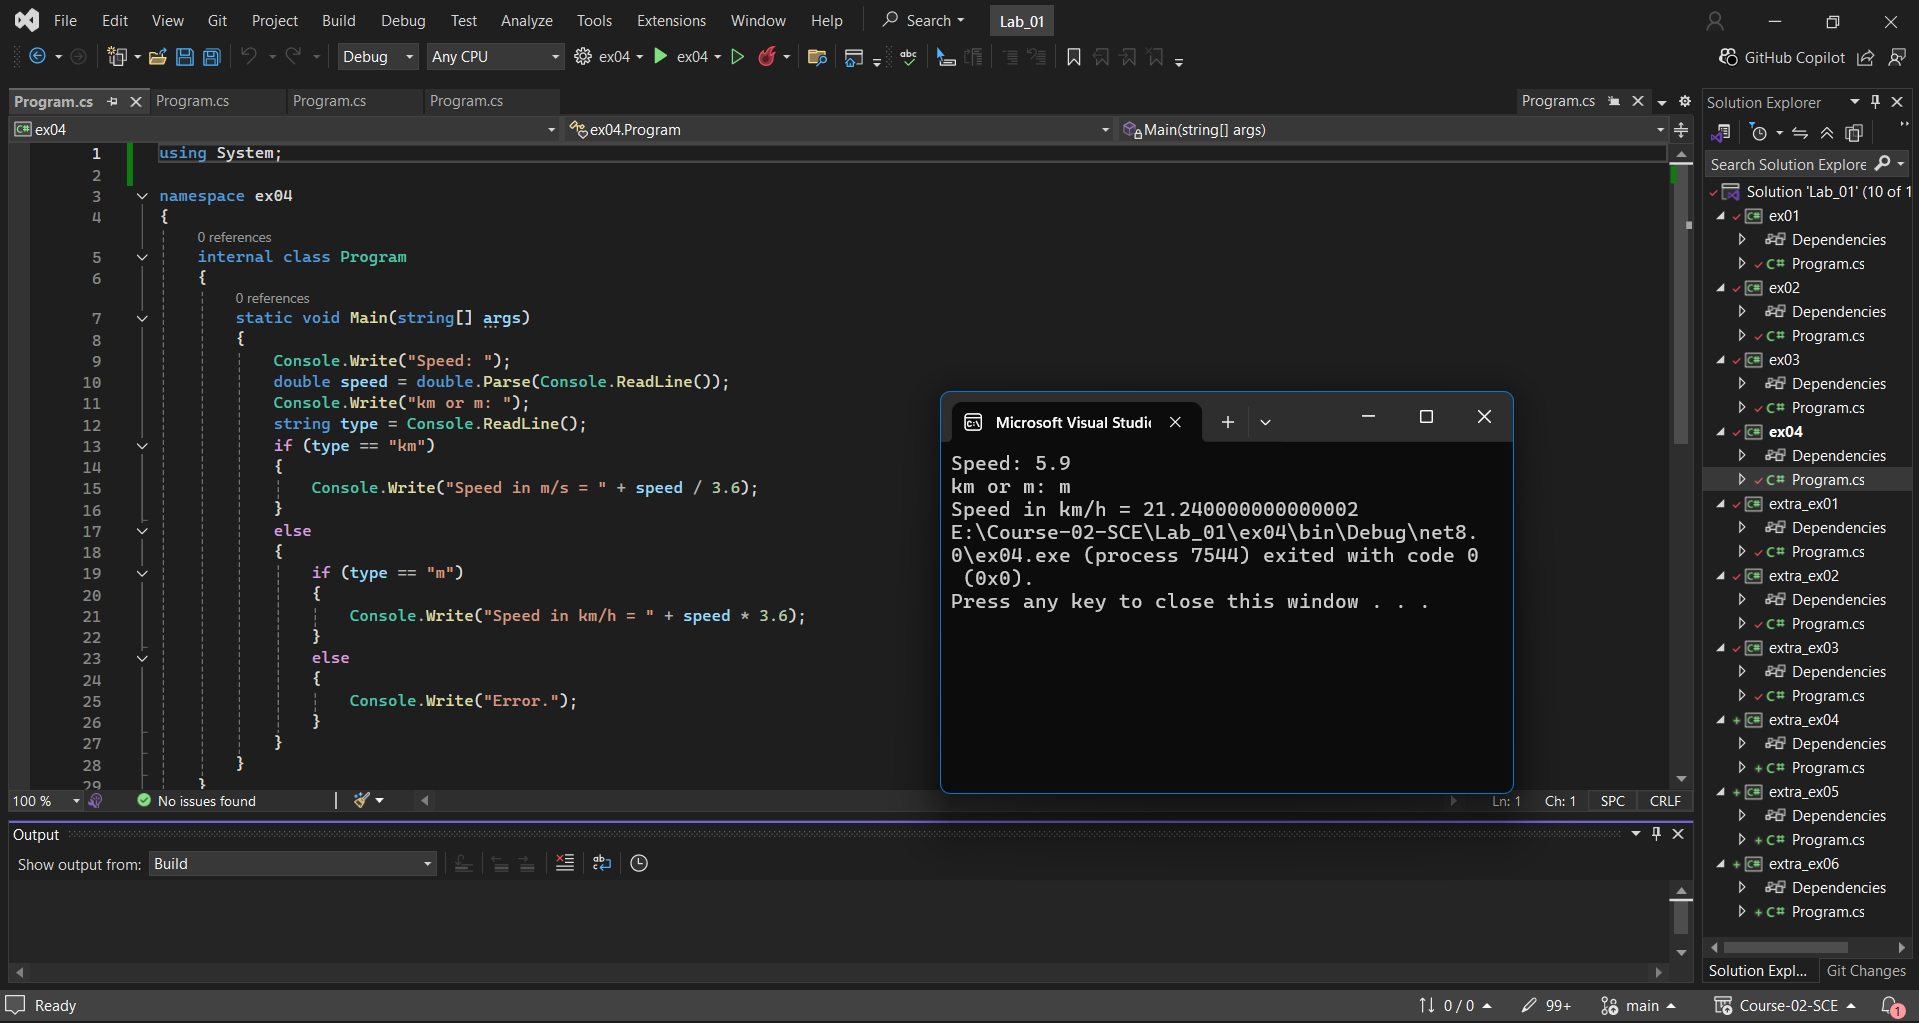 File Edit View Git Project Build Debug Test Analyze Tools Extensions Window Help Search Lab_01
Debug Any CPU ex04 ex04 abc GitHub Copilot
Program.cs Program.cs Program.cs Program.cs Program.cs
ex04 ex04.Program Main(string[] args)
1 using System;
2
3 namespace ex04
4 {
0 references
5 internal class Program
6 {
0 references
7 static void Main(string[] args)
8 {
9 Console.Write("Speed: ");
10 double speed = double.Parse(Console.ReadLine());
11 Console.Write("km or m: ");
12 string type = Console.ReadLine();
13 if (type == "km")
14 {
15 Console.Write("Speed in m/s = " + speed / 3.6);
16 }
17 else
18 {
19 if (type == "m")
20 {
21 Console.Write("Speed in km/h = " + speed * 3.6);
22 }
23 else
24 {
25 Console.Write("Error.");
26 }
27 }
28 }
29 }
100 % No issues found Ln: 1 Ch: 1 SPC CRLF
Microsoft Visual Studi
Speed: 5.9
km or m: m
Speed in km/h = 21.240000000000002
E:\Course-02-SCE\Lab_01\ex04\bin\Debug\net8.
0\ex04.exe (process 7544) exited with code 0
(0x0).
Press any key to close this window . . .
Output
Show output from: Build
Solution Explorer
Search Solution Explore
Solution 'Lab_01' (10 of 1
ex01
Dependencies
C# Program.cs
ex02
Dependencies
C# Program.cs
ex03
Dependencies
C# Program.cs
ex04
Dependencies
C# Program.cs
extra_ex01
Dependencies
C# Program.cs
extra_ex02
Dependencies
C# Program.cs
extra_ex03
Dependencies
C# Program.cs
extra_ex04
Dependencies
C# Program.cs
extra_ex05
Dependencies
C# Program.cs
extra_ex06
Dependencies
C# Program.cs
Solution Expl... Git Changes
Ready 0 / 0 99+ main Course-02-SCE 1